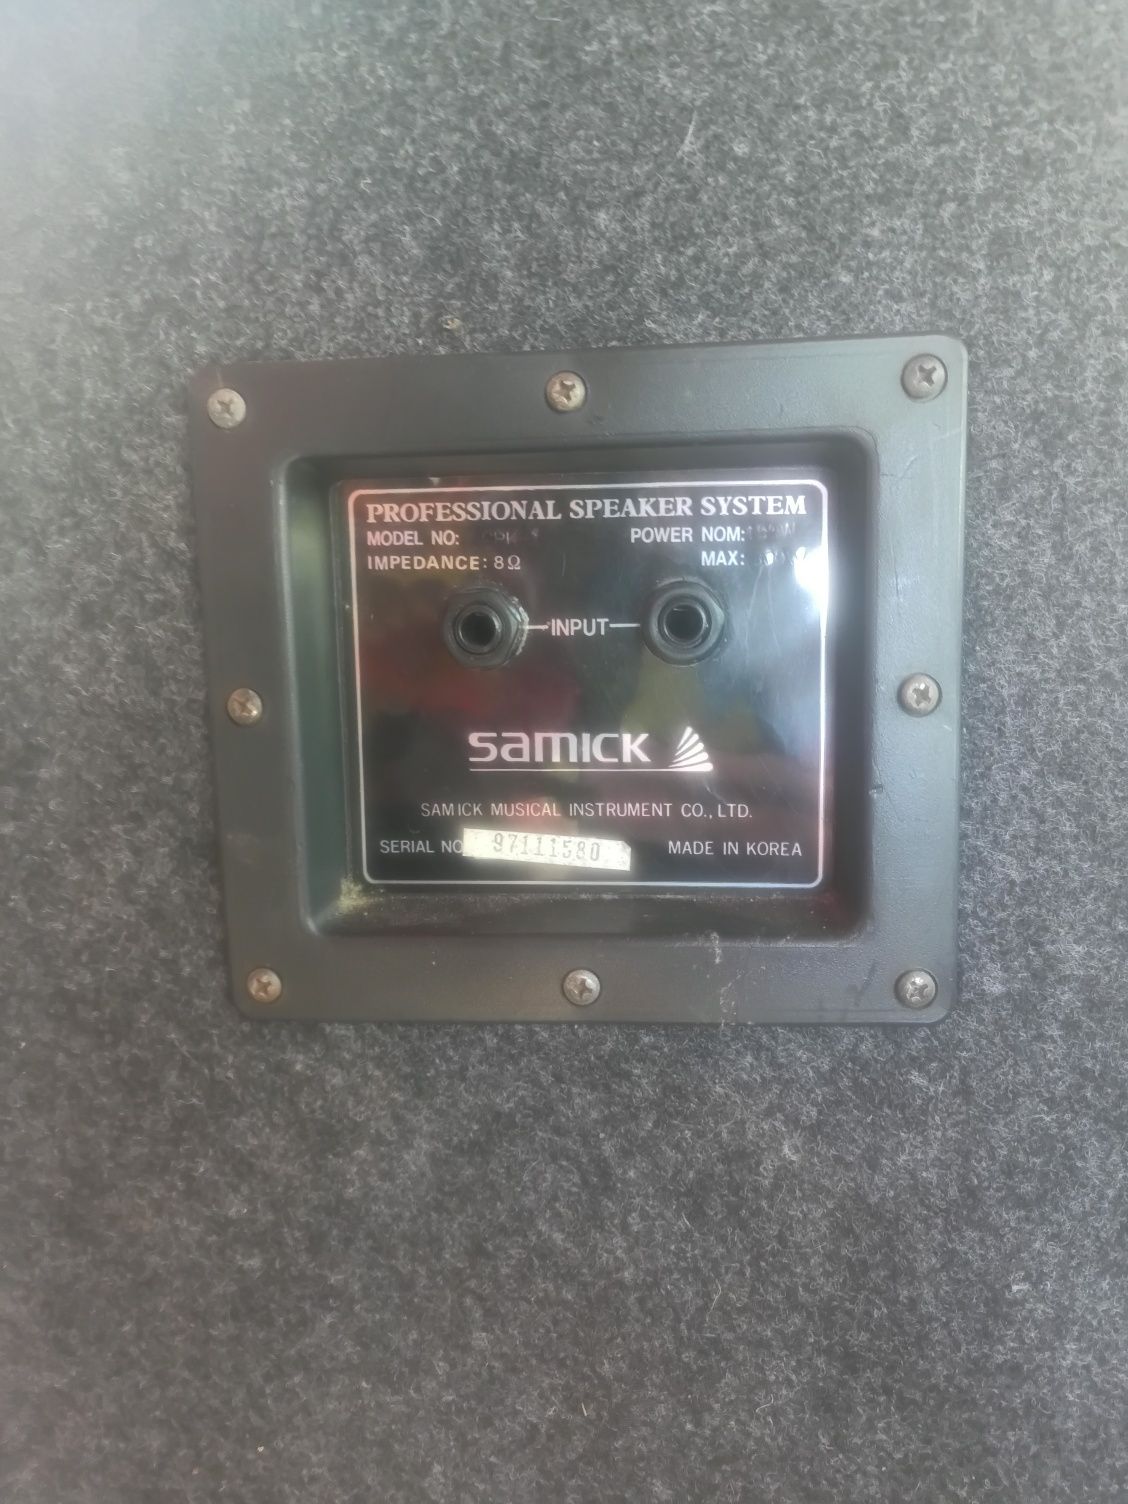 PROFESSIONAL SPEAKER SYSTEM
MODEL NO: POWER NOM:
IMPEDANCE: 8Ω MAX:
INPUT
SAMICK
SAMICK MUSICAL INSTRUMENT CO., LTD.
SERIAL NO 97111580 MADE IN KOREA